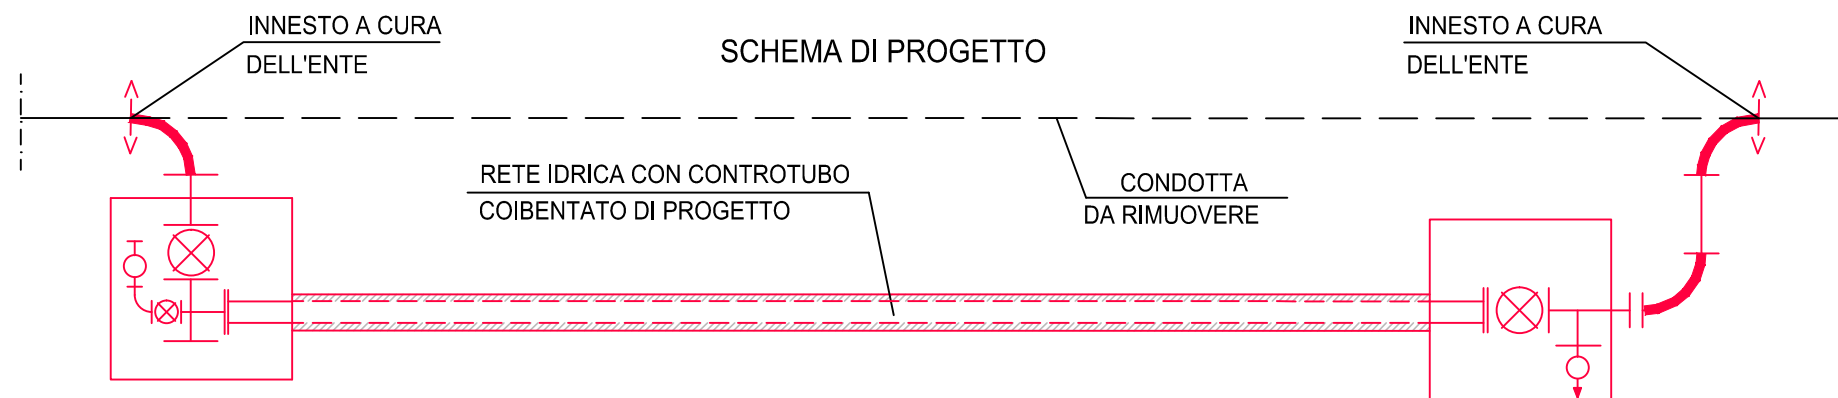 INNESTO A CURA
DELL'ENTE
SCHEMA DI PROGETTO
INNESTO A CURA
DELL'ENTE
RETE IDRICA CON CONTROTUBO
COIBENTATO DI PROGETTO
CONDOTTA
DA RIMUOVERE